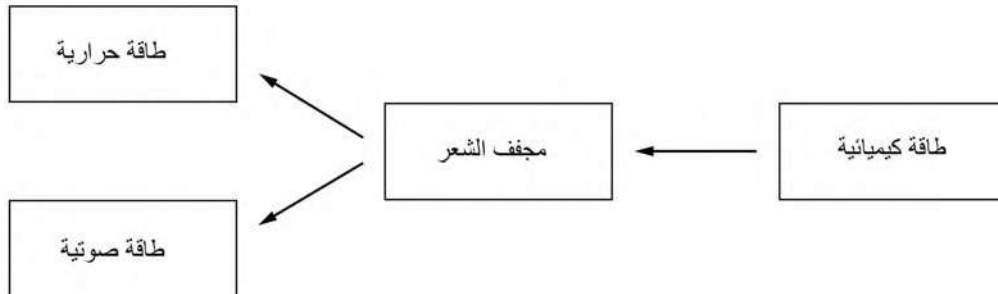 طاقة حرارية
طاقة كيميائية
مجفف الشعر
طاقة صوتية